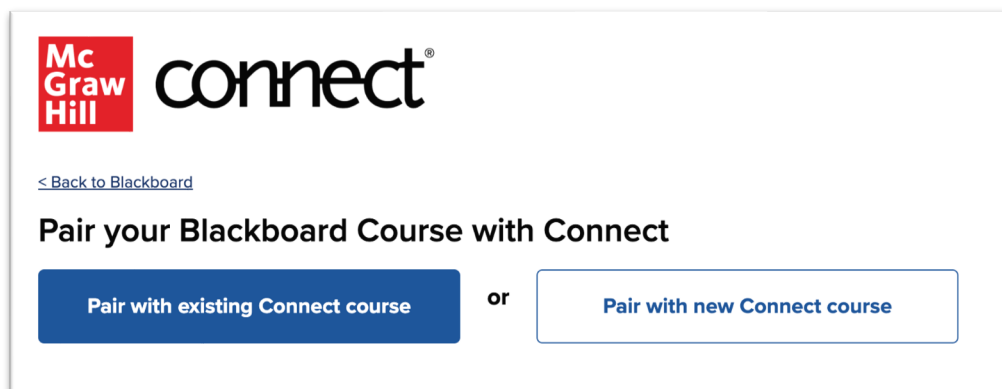 Mc
Graw
Hill
connect®
< Back to Blackboard
Pair your Blackboard Course with Connect
Pair with existing Connect course
or
Pair with new Connect course